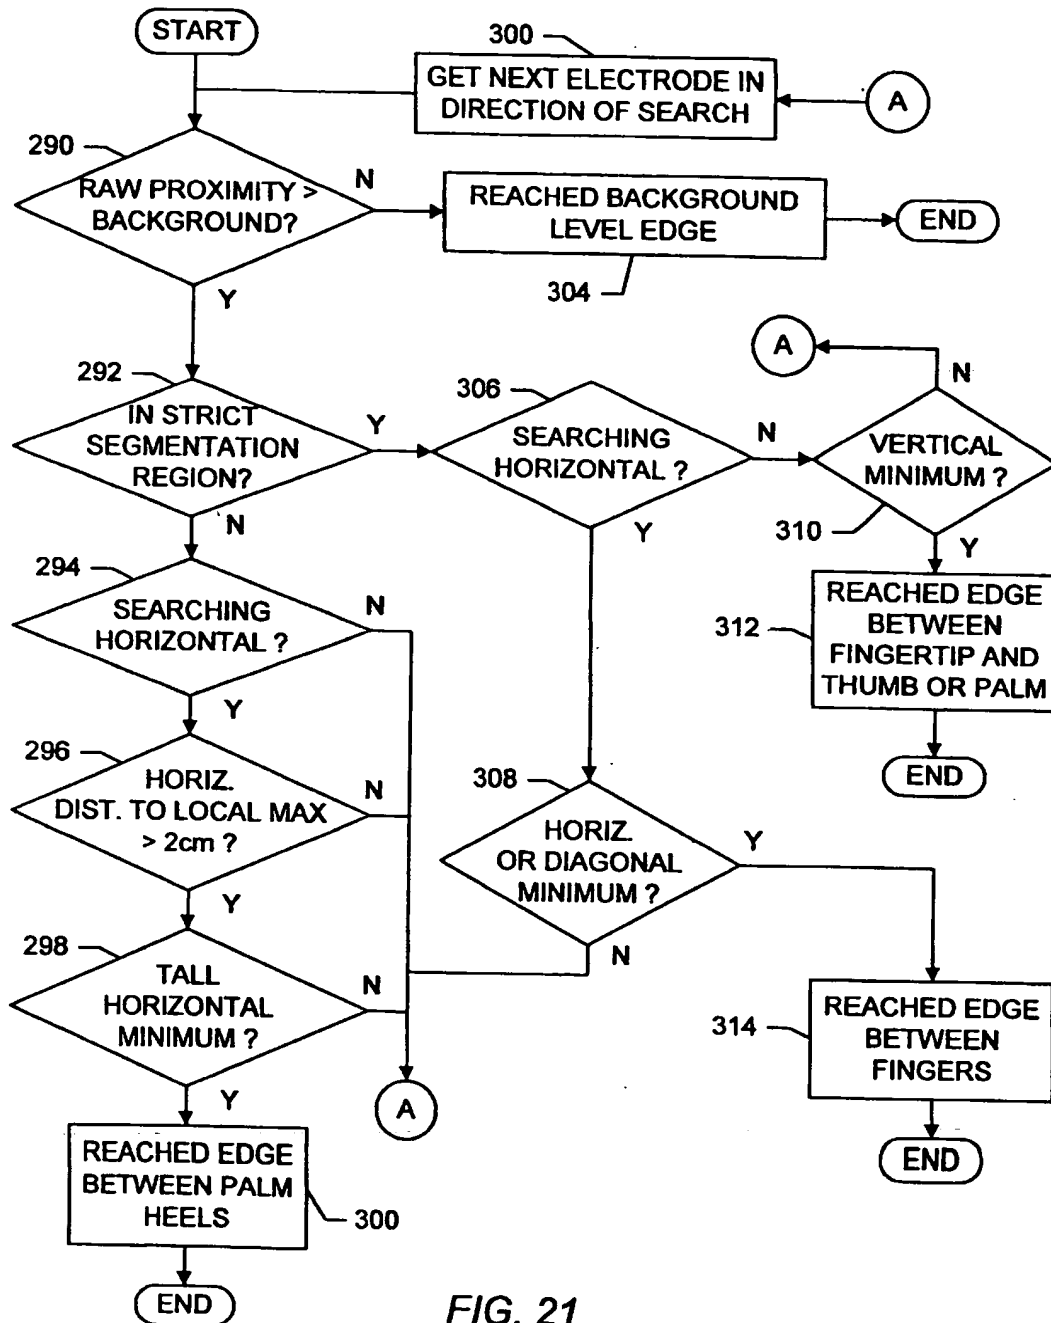 START
300
GET NEXT ELECTRODE IN
DIRECTION OF SEARCH
A
290
RAW PROXIMITY >
BACKGROUND?
N
REACHED BACKGROUND
LEVEL EDGE
END
304
Y
A
292
IN STRICT
SEGMENTATION
REGION?
Y
306
SEARCHING
HORIZONTAL ?
N
N
VERTICAL
MINIMUM ?
310
Y
N
Y
294
SEARCHING
HORIZONTAL ?
N
REACHED EDGE
BETWEEN
FINGERTIP AND
THUMB OR PALM
312
Y
END
296
HORIZ.
DIST. TO LOCAL MAX
> 2cm ?
N
308
HORIZ.
OR DIAGONAL
MINIMUM ?
Y
Y
N
298
TALL
HORIZONTAL
MINIMUM ?
N
314
REACHED EDGE
BETWEEN
FINGERS
Y
A
END
REACHED EDGE
BETWEEN PALM
HEELS
300
END
FIG. 21